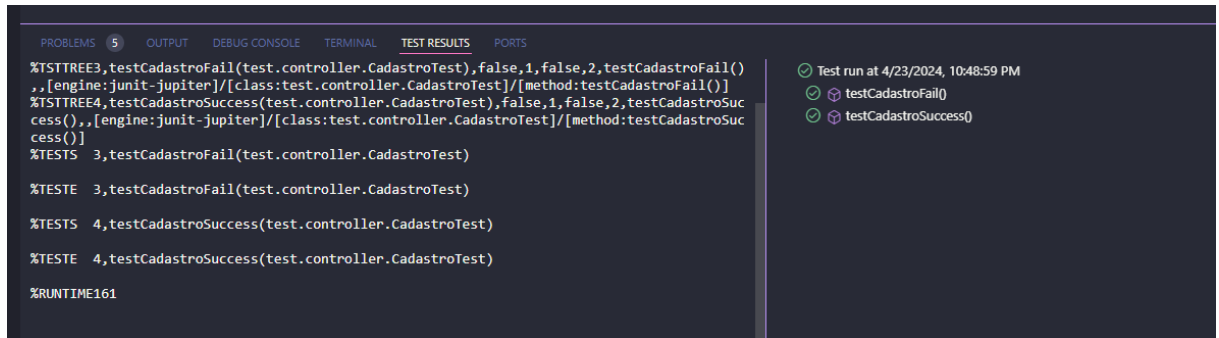 PROBLEMS 5 OUTPUT DEBUG CONSOLE TERMINAL TEST RESULTS PORTS
%TSTTREE3,testCadastroFail(test.controller.CadastroTest),false,1,false,2,testCadastroFail()
,,[engine:junit-jupiter]/[class:test.controller.CadastroTest]/[method:testCadastroFail()]
%TSTTREE4,testCadastroSuccess(test.controller.CadastroTest),false,1,false,2,testCadastroSuc
cess(),,[engine:junit-jupiter]/[class:test.controller.CadastroTest]/[method:testCadastroSuc
cess()]
%TESTS  3,testCadastroFail(test.controller.CadastroTest)
%TESTE  3,testCadastroFail(test.controller.CadastroTest)
%TESTS  4,testCadastroSuccess(test.controller.CadastroTest)
%TESTE  4,testCadastroSuccess(test.controller.CadastroTest)
%RUNTIME161
Test run at 4/23/2024, 10:48:59 PM
testCadastroFail()
testCadastroSuccess()